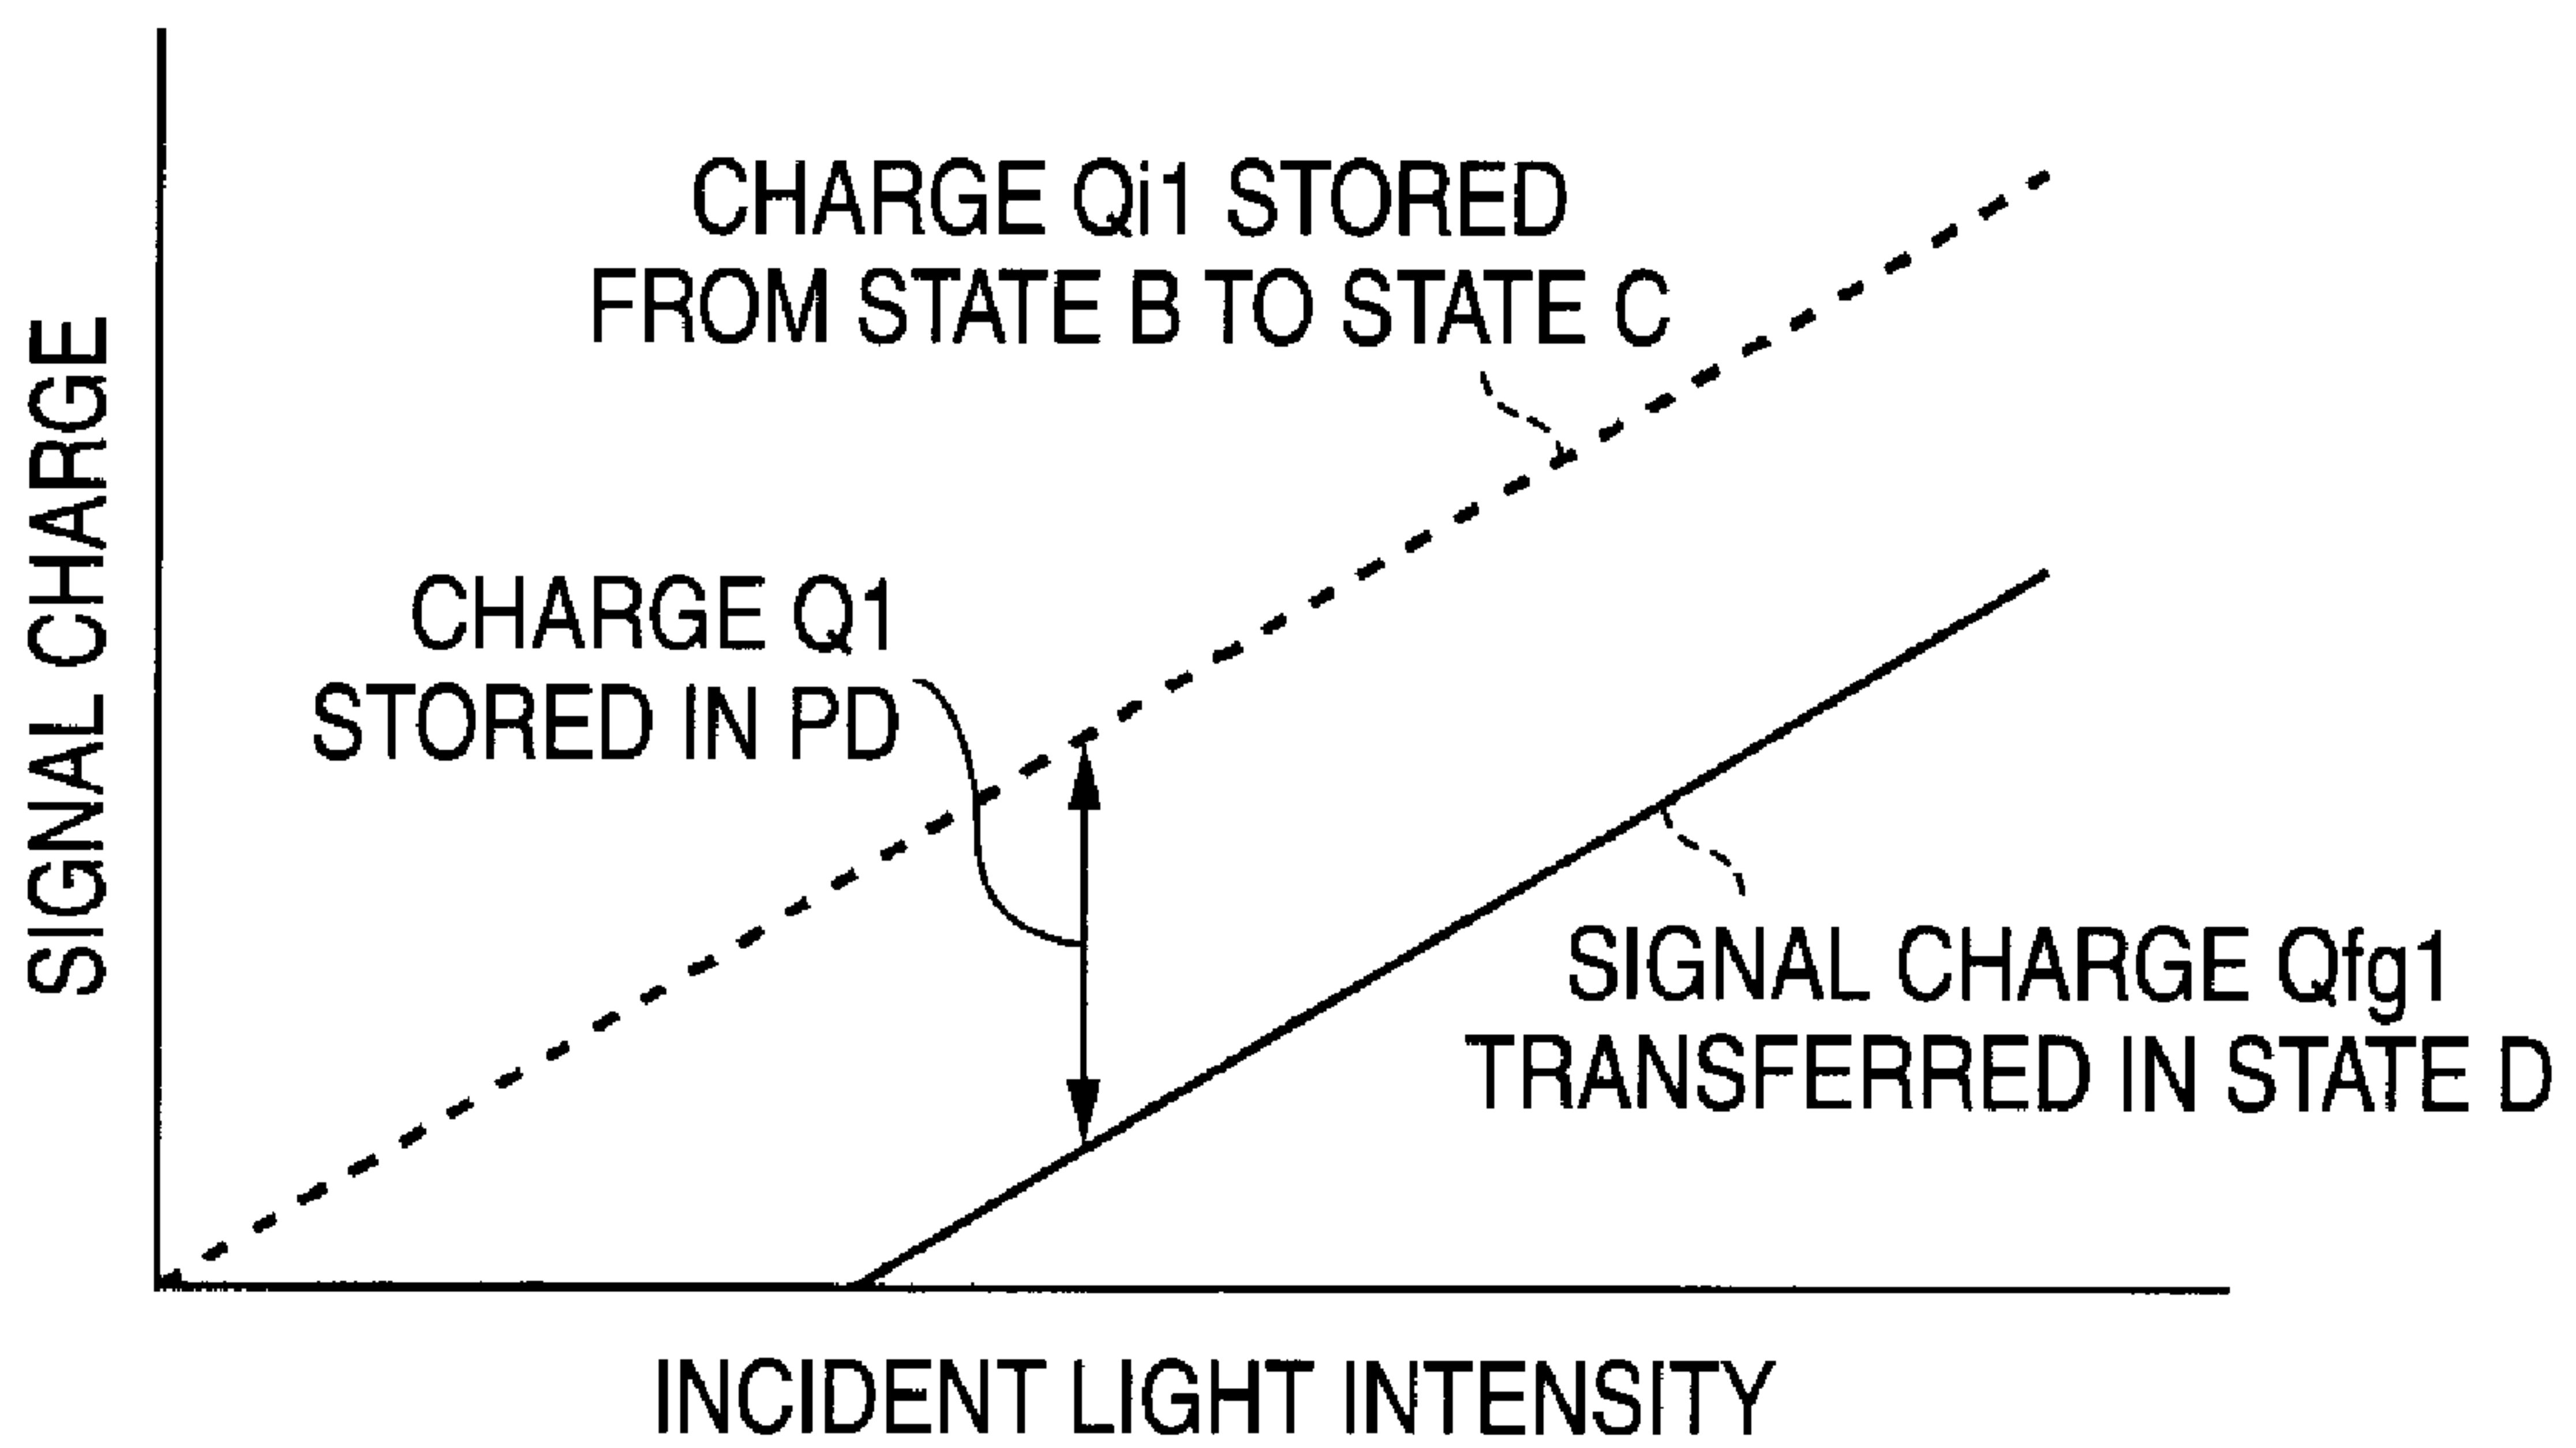 CHARGE Qi1 STORED
FROM STATE B TO STATE C
SIGNAL CHARGE
CHARGE Q1
STORED IN PD
SIGNAL CHARGE Qfg1
TRANSFERRED IN STATE D
INCIDENT LIGHT INTENSITY